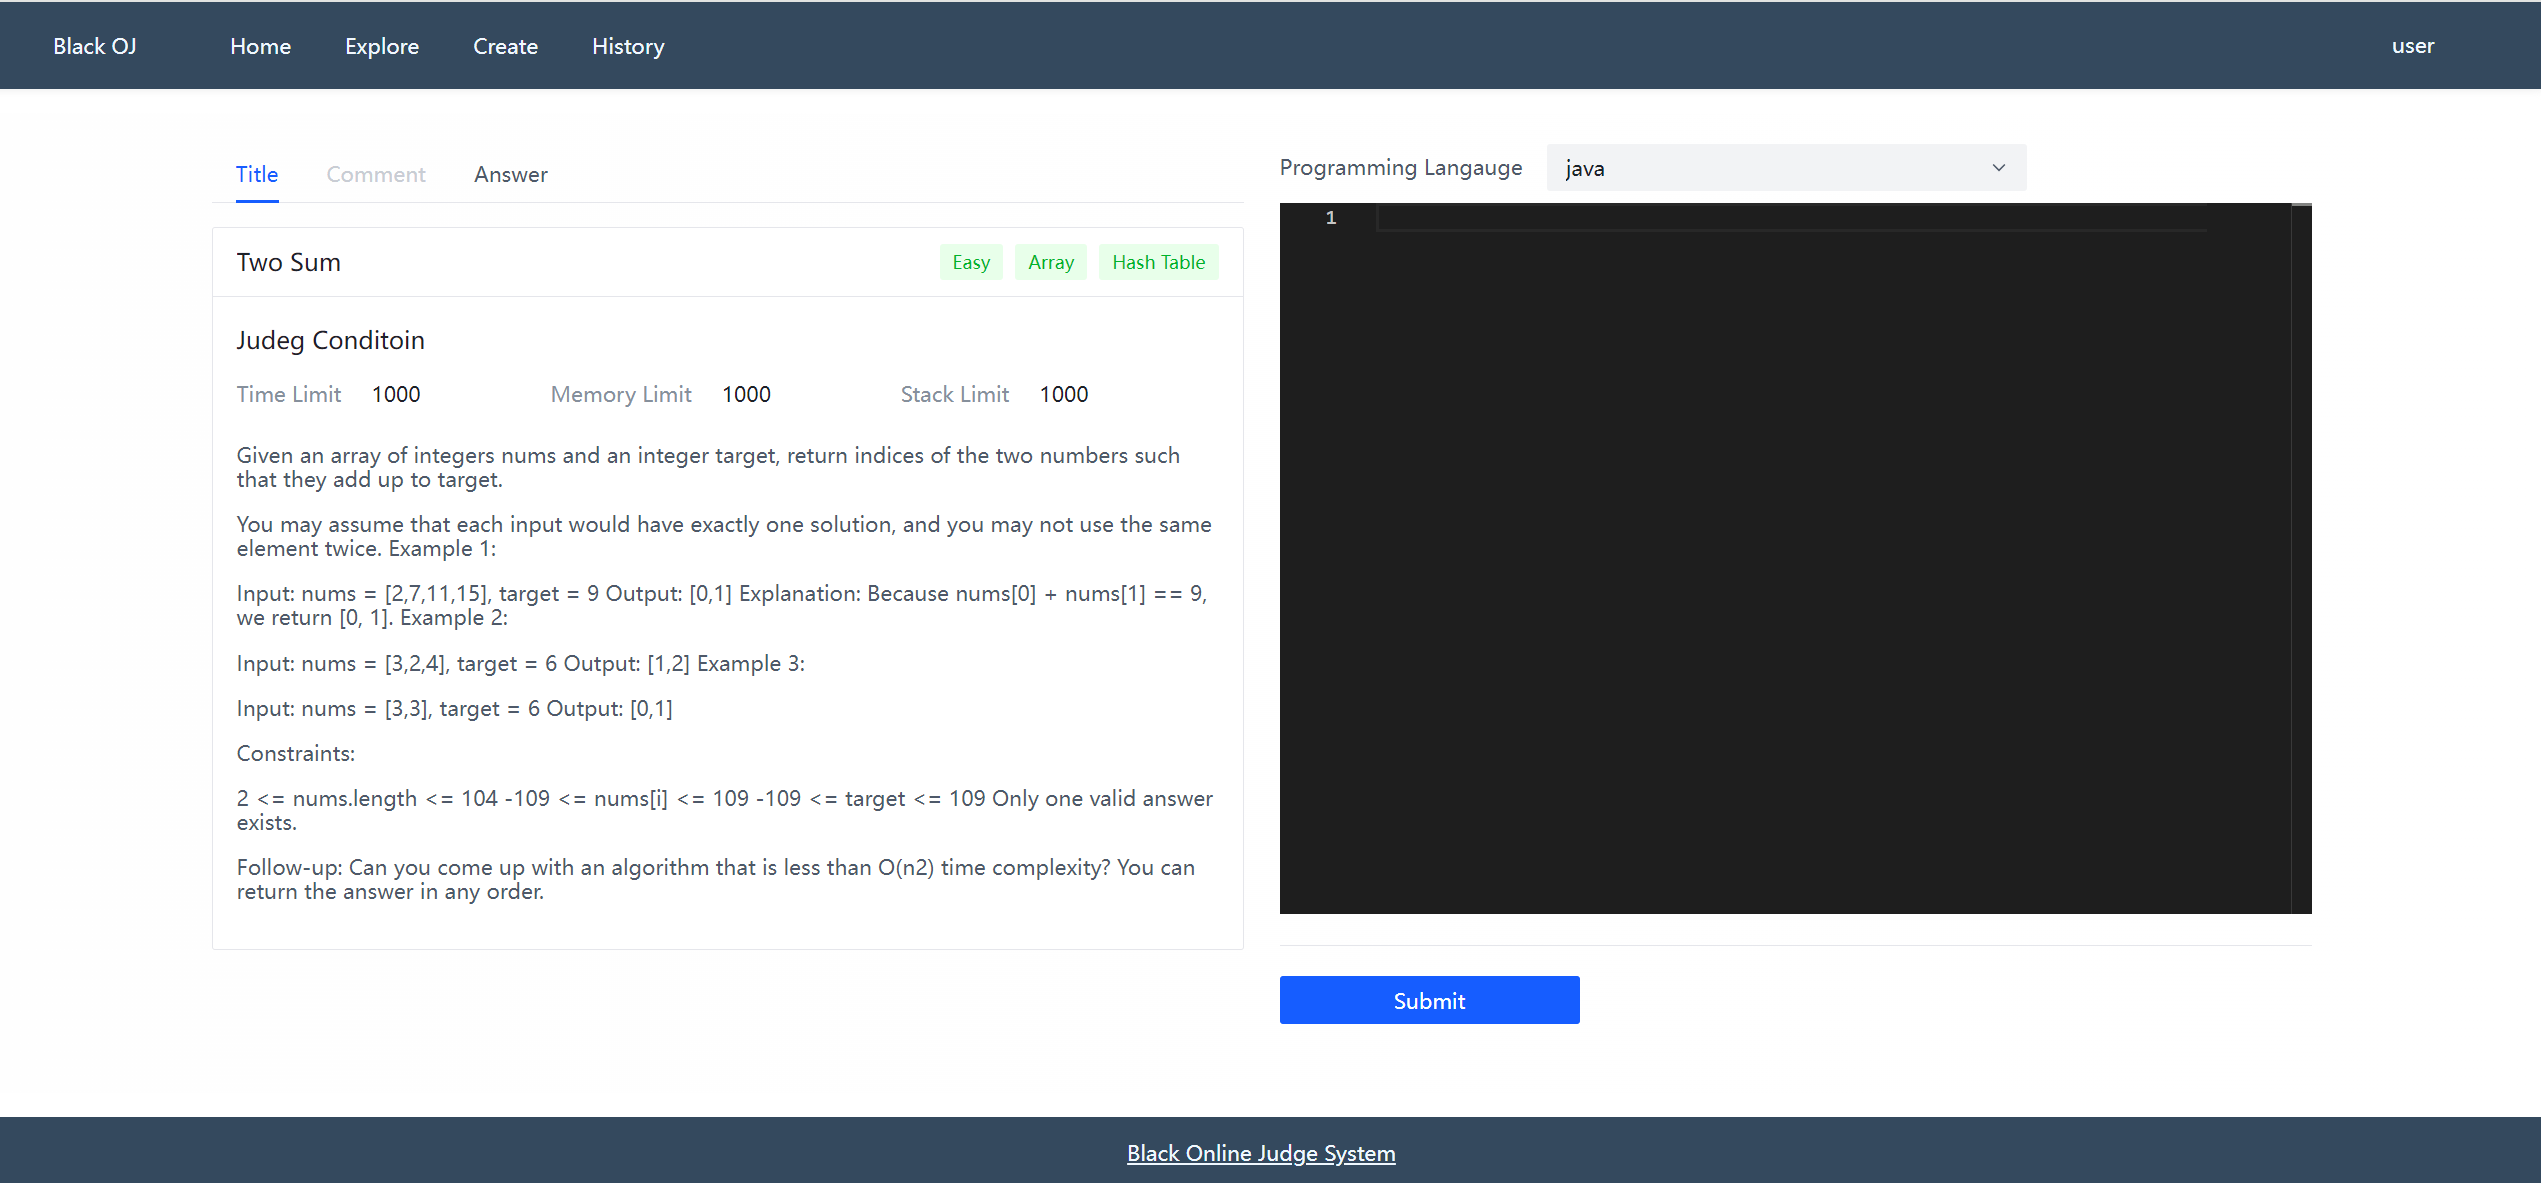 Black OJ Home Explore Create History user
Title Comment Answer
Programming Langauge java
1
Two Sum Easy Array Hash Table
Judeg Conditoin
Time Limit 1000 Memory Limit 1000 Stack Limit 1000
Given an array of integers nums and an integer target, return indices of the two numbers such
that they add up to target.
You may assume that each input would have exactly one solution, and you may not use the same
element twice. Example 1:
Input: nums = [2,7,11,15], target = 9 Output: [0,1] Explanation: Because nums[0] + nums[1] == 9,
we return [0, 1]. Example 2:
Input: nums = [3,2,4], target = 6 Output: [1,2] Example 3:
Input: nums = [3,3], target = 6 Output: [0,1]
Constraints:
2 <= nums.length <= 104 -109 <= nums[i] <= 109 -109 <= target <= 109 Only one valid answer
exists.
Follow-up: Can you come up with an algorithm that is less than O(n2) time complexity? You can
return the answer in any order.
Submit
Black Online Judge System